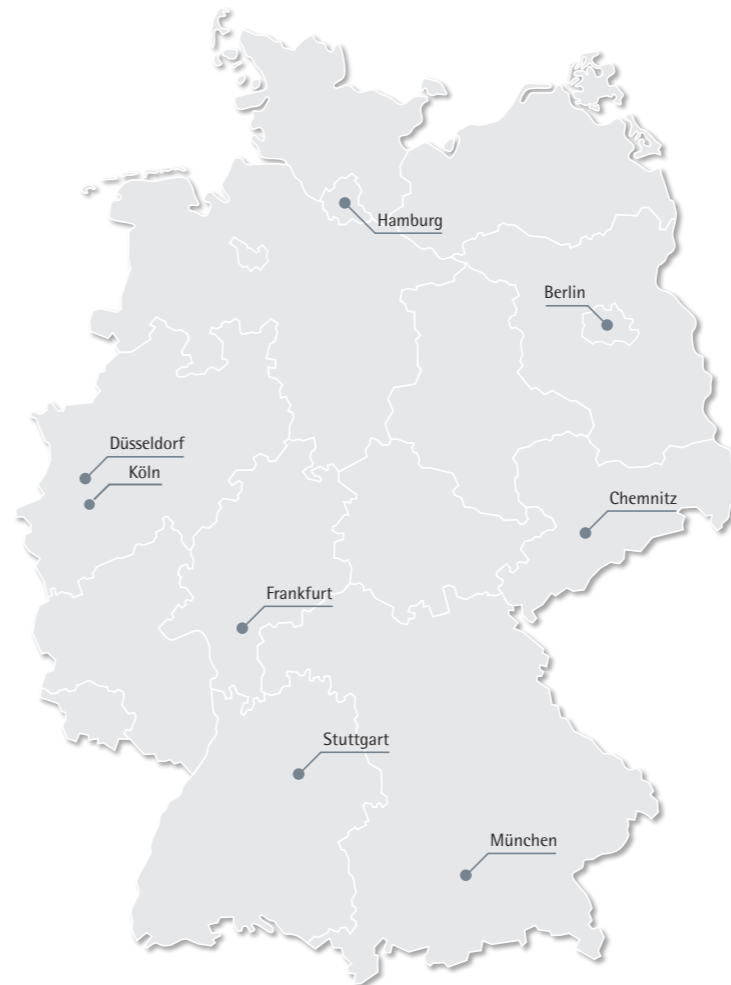 Hamburg
Berlin
Düsseldorf
Köln
Chemnitz
Frankfurt
Stuttgart
München